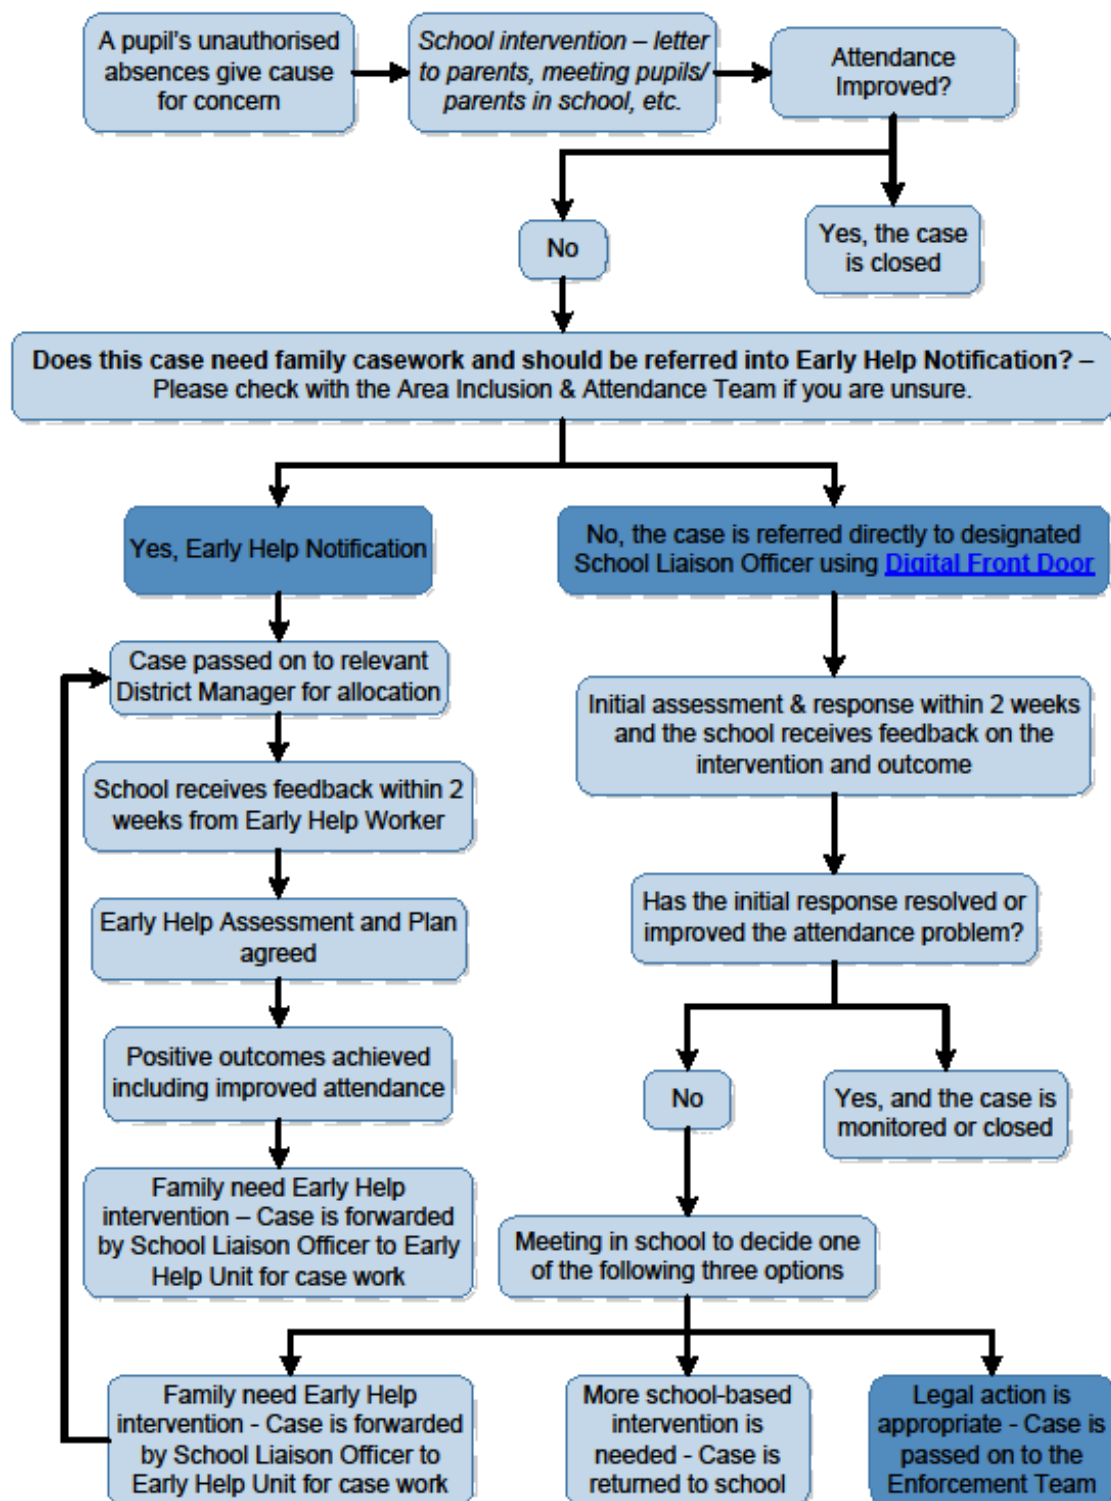 A pupil's unauthorised
absences give cause
for concern
School intervention – letter
to parents, meeting pupils/
parents in school, etc.
Attendance
Improved?
No
Yes, the case
is closed
Does this case need family casework and should be referred into Early Help Notification? –
Please check with the Area Inclusion & Attendance Team if you are unsure.
Yes, Early Help Notification
No, the case is referred directly to designated
School Liaison Officer using Digital Front Door
Case passed on to relevant
District Manager for allocation
School receives feedback within 2
weeks from Early Help Worker
Early Help Assessment and Plan
agreed
Positive outcomes achieved
including improved attendance
Family need Early Help
intervention – Case is forwarded
by School Liaison Officer to Early
Help Unit for case work
Initial assessment & response within 2 weeks
and the school receives feedback on the
intervention and outcome
Has the initial response resolved or
improved the attendance problem?
No
Yes, and the case is
monitored or closed
Meeting in school to decide one
of the following three options
Family need Early Help
intervention - Case is forwarded
by School Liaison Officer to
Early Help Unit for case work
More school-based
intervention is
needed - Case is
returned to school
Legal action is
appropriate - Case is
passed on to the
Enforcement Team